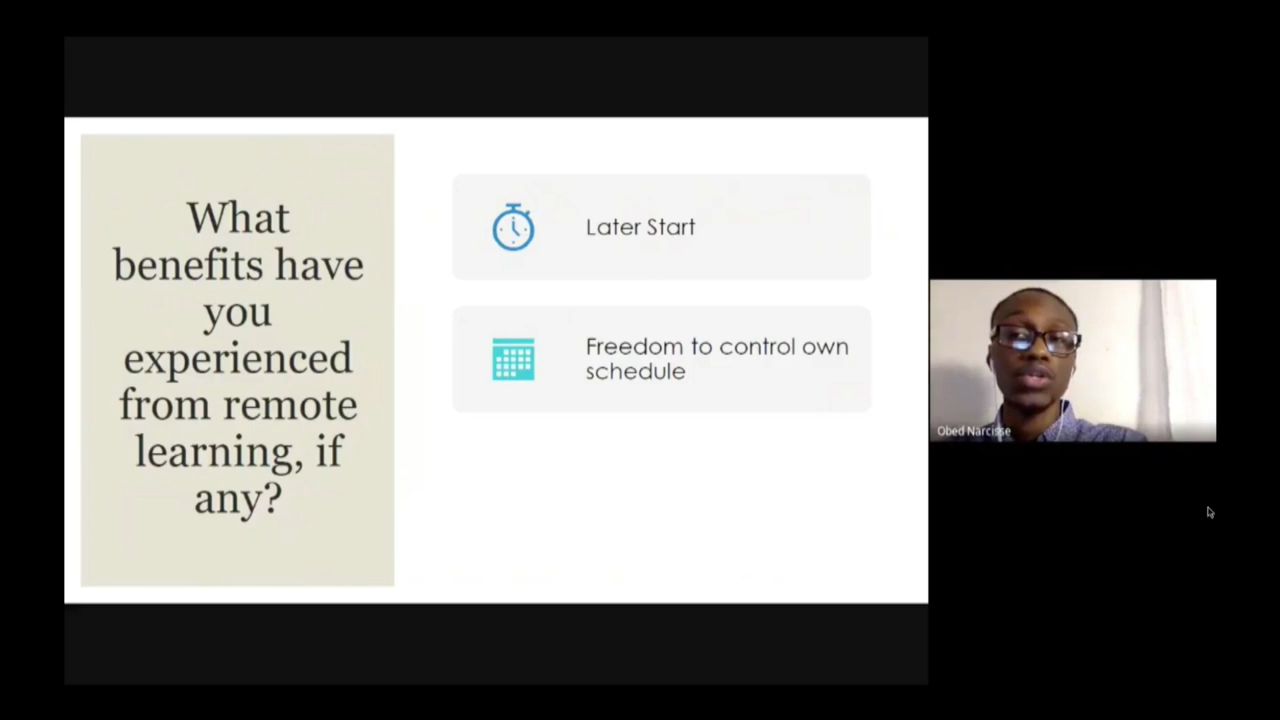 What
benefits have
you
experienced
from remote
learning, if
any?
Later Start
Freedom to control own
schedule
Obed Narcisse